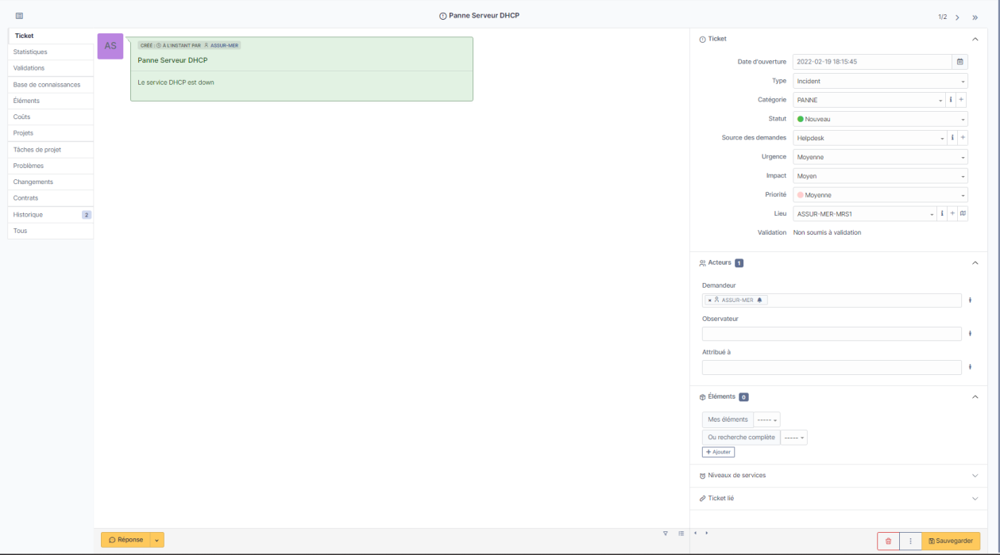 Panne Serveur DHCP
1/2
Ticket
Statistiques
Validations
Base de connaissances
Éléments
Coûts
Projets
Tâches de projet
Problèmes
Changements
Contrats
Historique 2
Tous
AS
CRÉÉ : À L'INSTANT PAR ASSUR-MER
Panne Serveur DHCP
Le service DHCP est down
Ticket
Date d'ouverture 2022-02-19 18:15:45
Type Incident
Catégorie PANNE
Statut Nouveau
Source des demandes Helpdesk
Urgence Moyenne
Impact Moyen
Priorité Moyenne
Lieu ASSUR-MER-MRS1
Validation Non soumis à validation
Acteurs 1
Demandeur
× ASSUR-MER
Observateur
Attribué à
Éléments 0
Mes éléments -----
Ou recherche complète -----
+ Ajouter
Niveaux de services
Ticket lié
Réponse
Sauvegarder